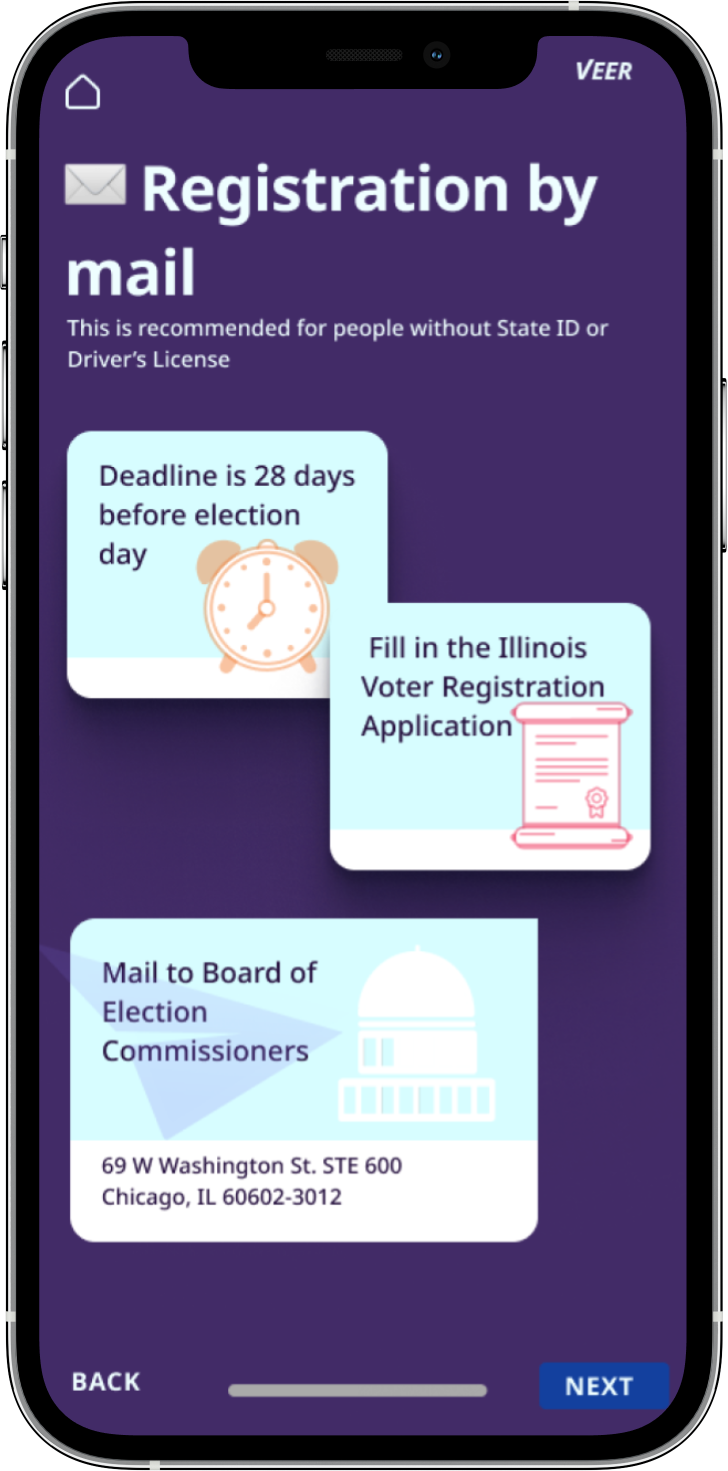 VEER
✉️ Registration by
mail
This is recommended for people without State ID or
Driver’s License
Deadline is 28 days
before election
day
Fill in the Illinois
Voter Registration
Application
Mail to Board of
Election
Commissioners
69 W Washington St. STE 600
Chicago, IL 60602-3012
BACK
NEXT